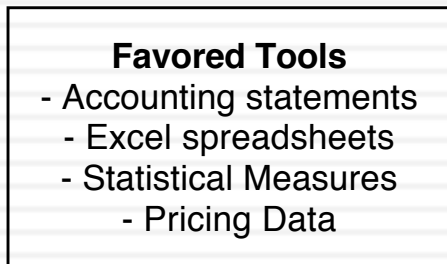 Favored Tools
- Accounting statements
- Excel spreadsheets
- Statistical Measures
- Pricing Data